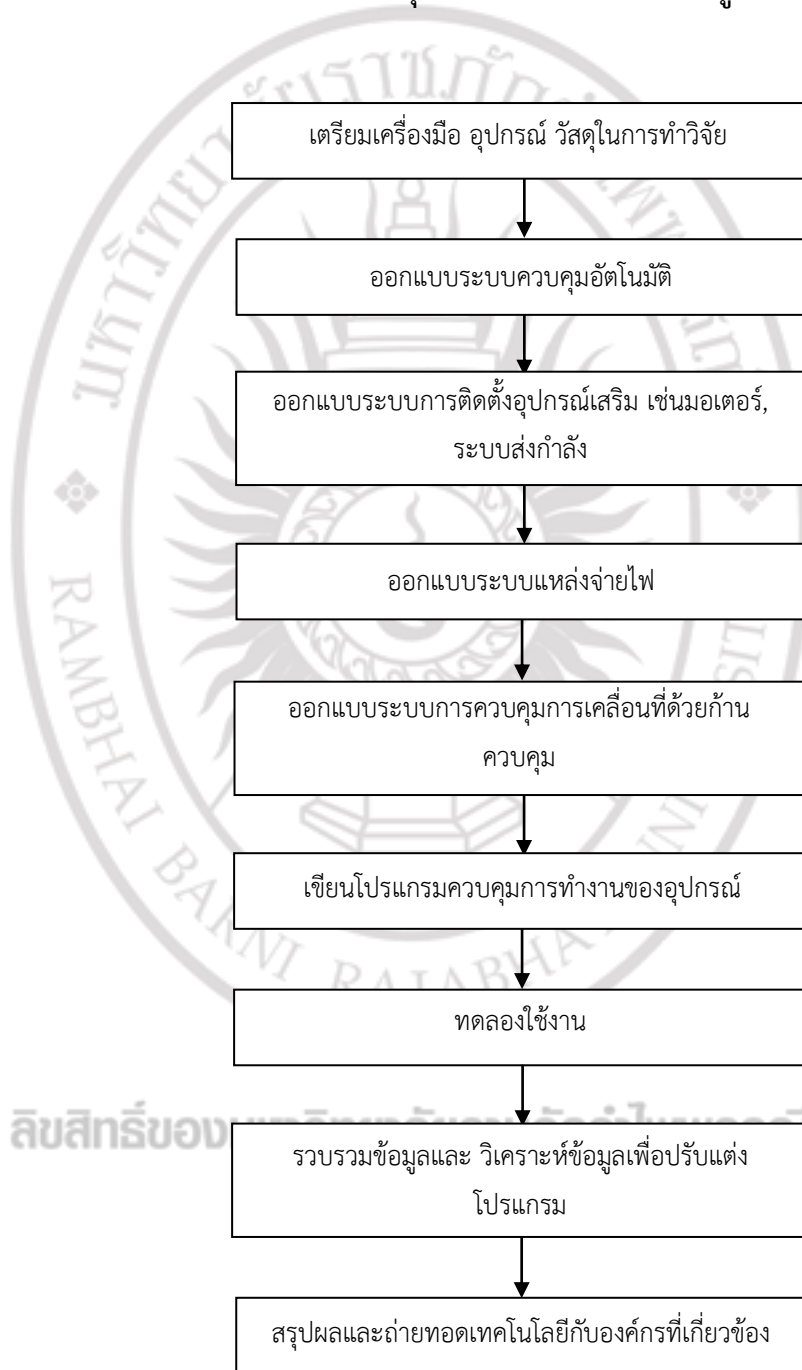 เตรียมเครื่องมือ อุปกรณ์ วัสดุในการทำวิจัย
ออกแบบระบบควบคุมอัตโนมัติ
ออกแบบระบบการติดตั้งอุปกรณ์เสริม เช่นมอเตอร์,
ระบบส่งกำลัง
ออกแบบระบบแหล่งจ่ายไฟ
ออกแบบระบบการควบคุมการเคลื่อนที่ด้วยก้าน
ควบคุม
เขียนโปรแกรมควบคุมการทำงานของอุปกรณ์
ทดลองใช้งาน
รวบรวมข้อมูลและ วิเคราะห์ข้อมูลเพื่อปรับแต่ง
โปรแกรม
สรุปผลและถ่ายทอดเทคโนโลยีกับองค์กรที่เกี่ยวข้อง
RAMBHAI BARNI
ลิขสิทธิ์ของ